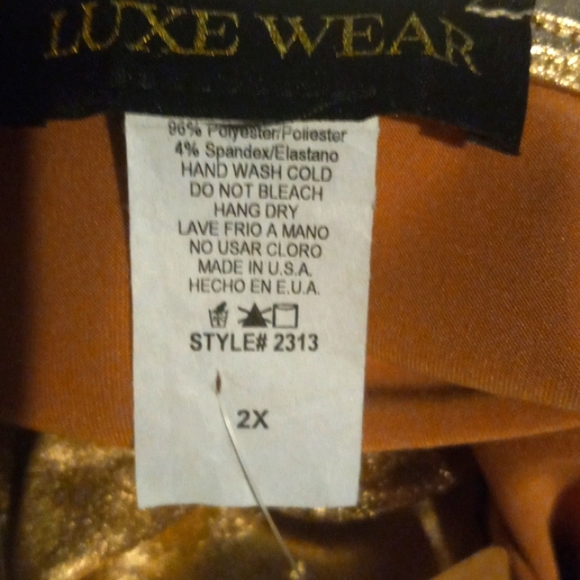 LUXE WEAR
96% Polyester/Poliester
4% Spandex/Elastano
HAND WASH COLD
DO NOT BLEACH
HANG DRY
LAVE FRIO A MANO
NO USAR CLORO
MADE IN U.S.A.
HECHO EN E.U.A.
STYLE# 2313
2X